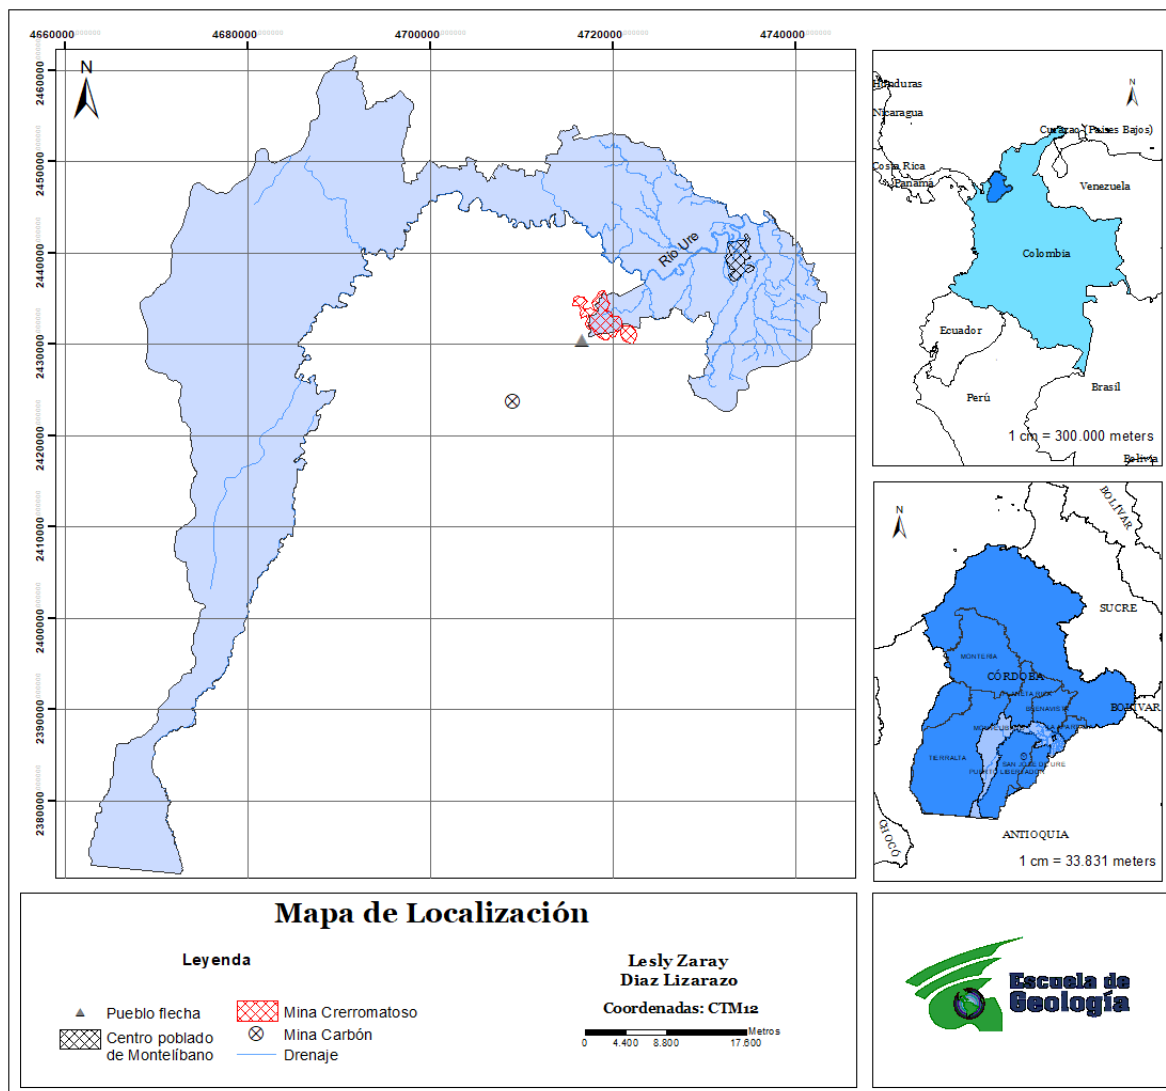 4660000
4680000
4700000
4720000
4740000
N
2460000
2450000
2440000
2430000
2420000
2410000
2400000
2390000
2380000
Río Ure
N
Honduras
Nicaragua
Costa Rica
Panamá
Curazao (Países Bajos)
Venezuela
Colombia
Ecuador
Perú
Brasil
Bolivia
1 cm = 300.000 meters
N
BOLÍVAR
SUCRE
MONTERÍA
CÓRDOBA
BUENAVISTA
BOLÍVAR
TIERRALTA
SAN JOSÉ DE URE
PUERTO LIBERTADOR
ANTIOQUIA
CHOCÓ
1 cm = 33.831 meters
Mapa de Localización
Leyenda
Pueblo flecha
Centro poblado
de Montelíbano
Mina Crerromatoso
Mina Carbón
Drenaje
Lesly Zaray
Diaz Lizarazo
Coordenadas: CTM12
Metros
0 4.400 8.800 17.600
Escuela de
Geología